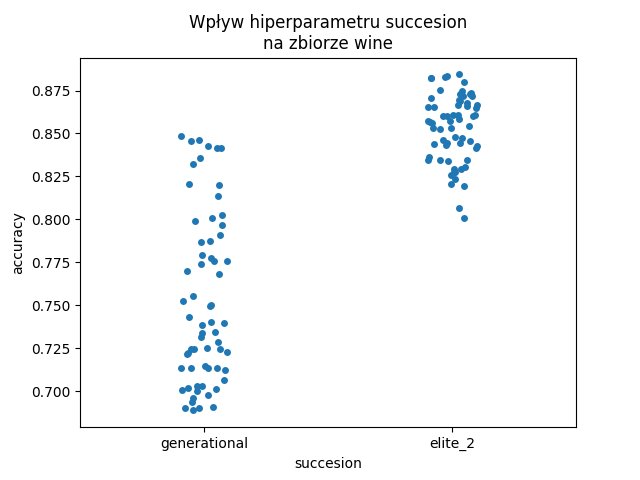 Wpływ hiperparametru succesion
na zbiorze wine
accuracy
0.875
0.850
0.825
0.800
0.775
0.750
0.725
0.700
generational elite_2
succesion